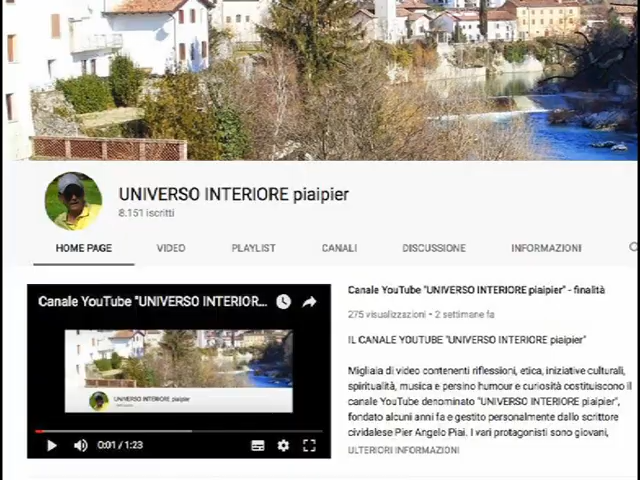 UNIVERSO INTERIORE piaipier
8.151 iscritti
HOME PAGE VIDEO PLAYLIST CANALI DISCUSSIONE INFORMAZIONI
Canale YouTube "UNIVERSO INTERIOR...
UNIVERSO INTERIORE piaipier
0:01 / 1:23
Canale YouTube "UNIVERSO INTERIORE piaipier" - finalità
275 visualizzazioni • 2 settimane fa
IL CANALE YOUTUBE "UNIVERSO INTERIORE piaipier"
Migliaia di video contenenti riflessioni, etica, iniziative culturali,
spiritualità, musica e persino humour e curiosità costituiscono il
canale YouTube denominato "UNIVERSO INTERIORE piaipier",
fondato alcuni anni fa e gestito personalmente dallo scrittore
cividalese Pier Angelo Piai. I vari protagonisti sono giovani,
ULTERIORI INFORMAZIONI